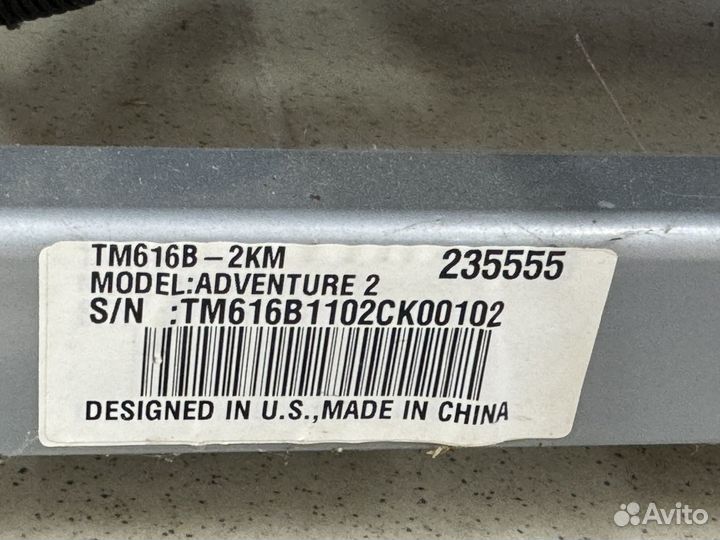 TM616B-2KM 235555
MODEL:ADVENTURE 2
S/N :TM616B1102CK00102
DESIGNED IN U.S.,MADE IN CHINA
Avito